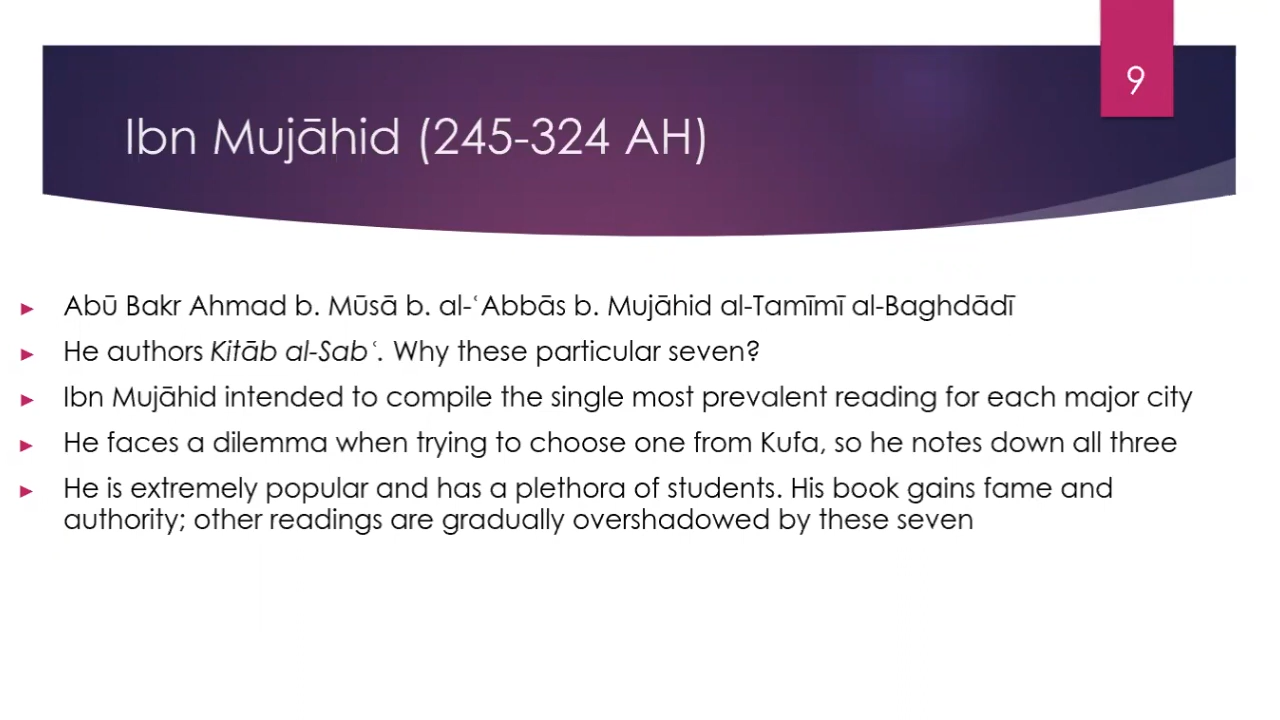 9
Ibn Mujāhid (245-324 AH)
Abū Bakr Ahmad b. Mūsā b. al-ʿAbbās b. Mujāhid al-Tamīmī al-Baghdādī
He authors Kitāb al-Sabʿ. Why these particular seven?
Ibn Mujāhid intended to compile the single most prevalent reading for each major city
He faces a dilemma when trying to choose one from Kufa, so he notes down all three
He is extremely popular and has a plethora of students. His book gains fame and
authority; other readings are gradually overshadowed by these seven